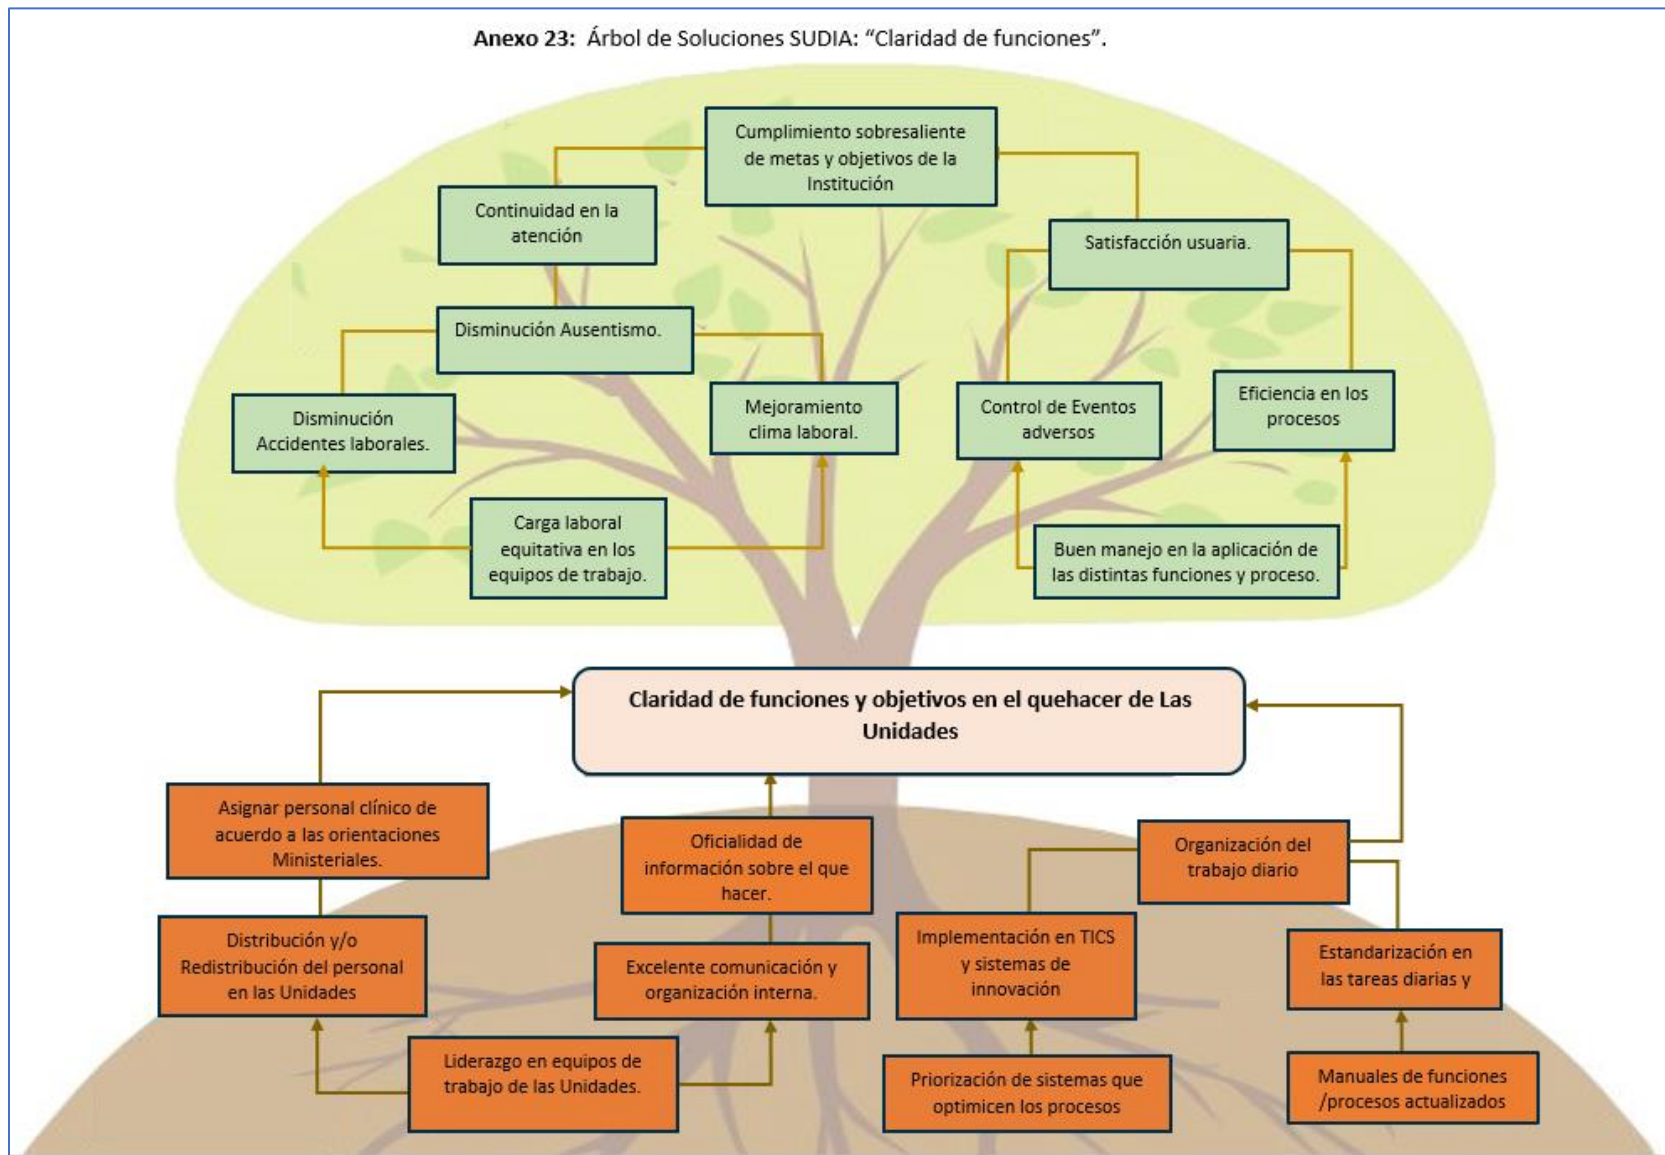 Anexo 23: Árbol de Soluciones SUDIA: “Claridad de funciones”.
Cumplimiento sobresaliente
de metas y objetivos de la
Institución
Continuidad en la
atención
Satisfacción usuaria.
Disminución Ausentismo.
Disminución
Accidentes laborales.
Mejoramiento
clima laboral.
Control de Eventos
adversos
Eficiencia en los
procesos
Carga laboral
equitativa en los
equipos de trabajo.
Buen manejo en la aplicación de
las distintas funciones y proceso.
Claridad de funciones y objetivos en el quehacer de Las
Unidades
Asignar personal clínico de
acuerdo a las orientaciones
Ministeriales.
Oficialidad de
información sobre el que
hacer.
Organización del
trabajo diario
Distribución y/o
Redistribución del personal
en las Unidades
Excelente comunicación y
organización interna.
Implementación en TICS
y sistemas de
innovación
Estandarización en
las tareas diarias y
Liderazgo en equipos de
trabajo de las Unidades.
Priorización de sistemas que
optimicen los procesos
Manuales de funciones
/procesos actualizados